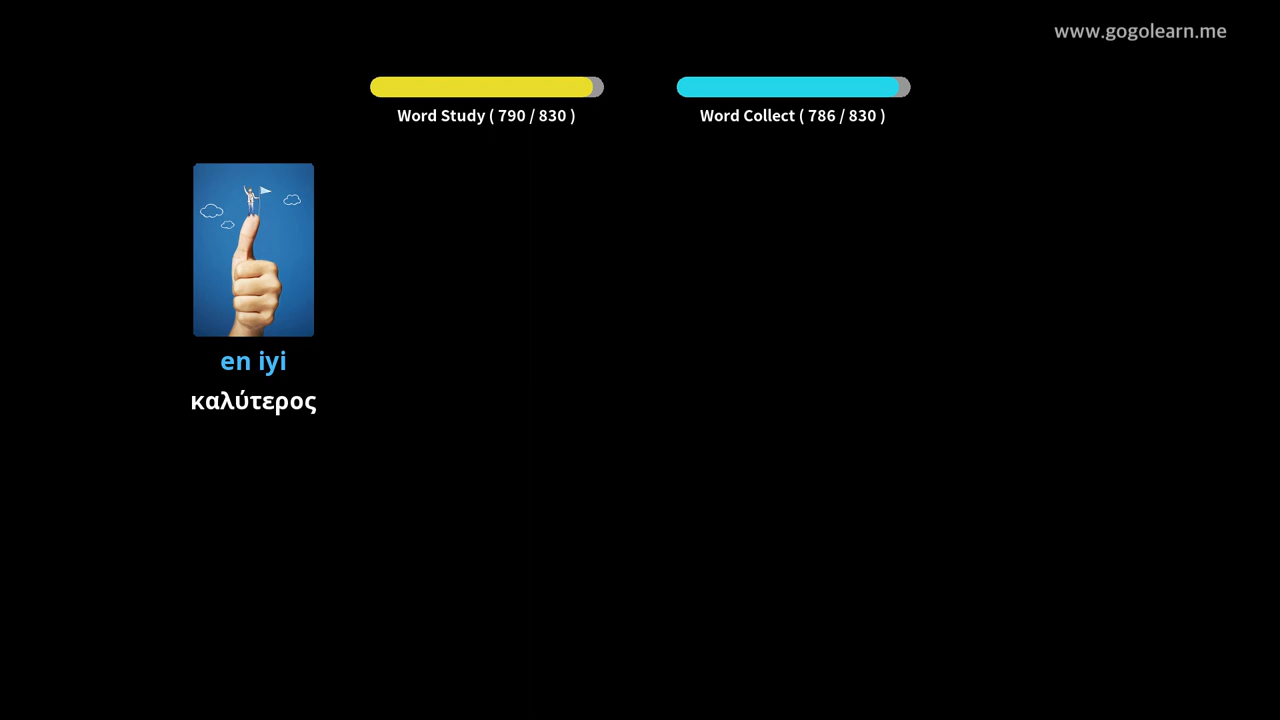 www.gogolearn.me
Word Study ( 790 / 830 )
Word Collect ( 786 / 830 )
en iyi
καλύτερος